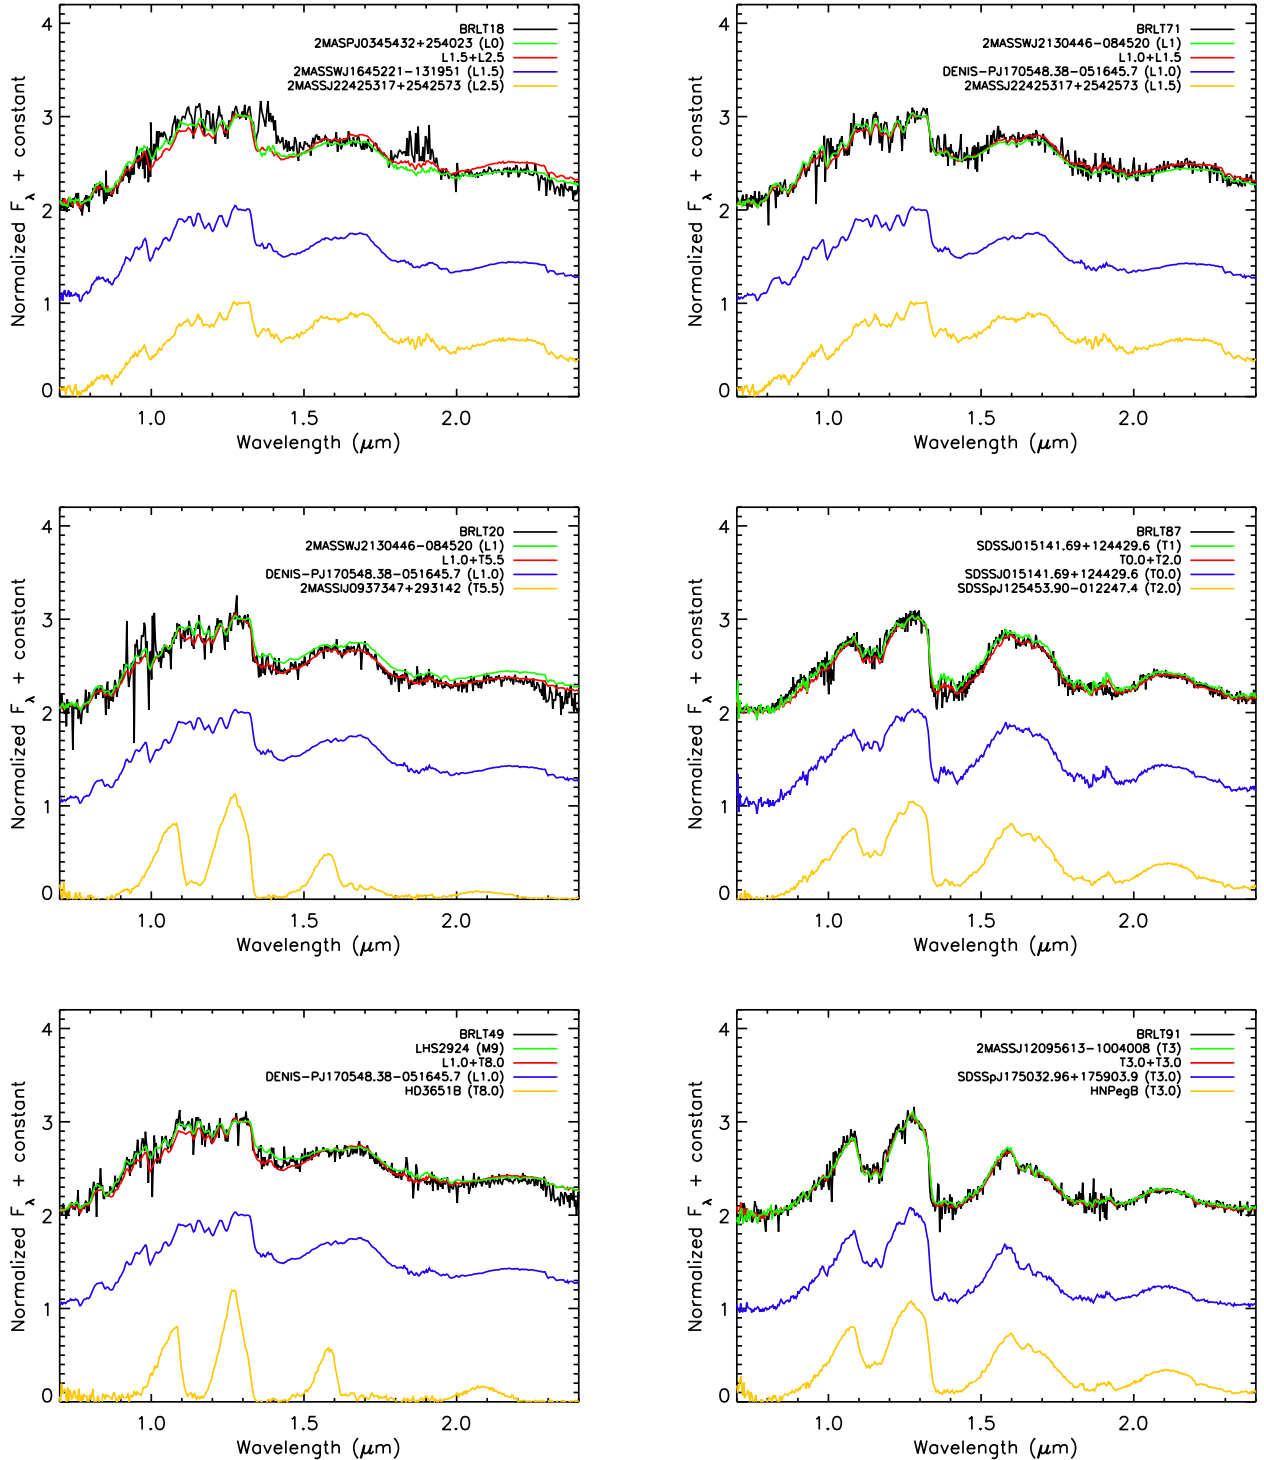 BRLT18
2MASPJ0345432+254023 (L0)
L1.5+L2.5
2MASSWJ1645221-131951 (L1.5)
2MASSJ22425317+2542573 (L2.5)
4
3
2
1
0
1.0 1.5 2.0
Wavelength (μm)
Normalized Fλ + constant
BRLT71
2MASSWJ2130446-084520 (L1)
L1.0+L1.5
DENIS-PJ170548.38-051645.7 (L1.0)
2MASSJ22425317+2542573 (L1.5)
4
3
2
1
0
1.0 1.5 2.0
Wavelength (μm)
Normalized Fλ + constant
BRLT20
2MASSWJ2130446-084520 (L1)
L1.0+T5.5
DENIS-PJ170548.38-051645.7 (L1.0)
2MASSIJ0937347+293142 (T5.5)
4
3
2
1
0
1.0 1.5 2.0
Wavelength (μm)
Normalized Fλ + constant
BRLT87
SDSSJ015141.69+124429.6 (T1)
T0.0+T2.0
SDSSJ015141.69+124429.6 (T0.0)
SDSSpJ125453.90-012247.4 (T2.0)
4
3
2
1
0
1.0 1.5 2.0
Wavelength (μm)
Normalized Fλ + constant
BRLT49
LHS2924 (M9)
L1.0+T8.0
DENIS-PJ170548.38-051645.7 (L1.0)
HD3651B (T8.0)
4
3
2
1
0
1.0 1.5 2.0
Wavelength (μm)
Normalized Fλ + constant
BRLT91
2MASSJ12095613-1004008 (T3)
T3.0+T3.0
SDSSpJ175032.96+175903.9 (T3.0)
HNPegB (T3.0)
4
3
2
1
0
1.0 1.5 2.0
Wavelength (μm)
Normalized Fλ + constant